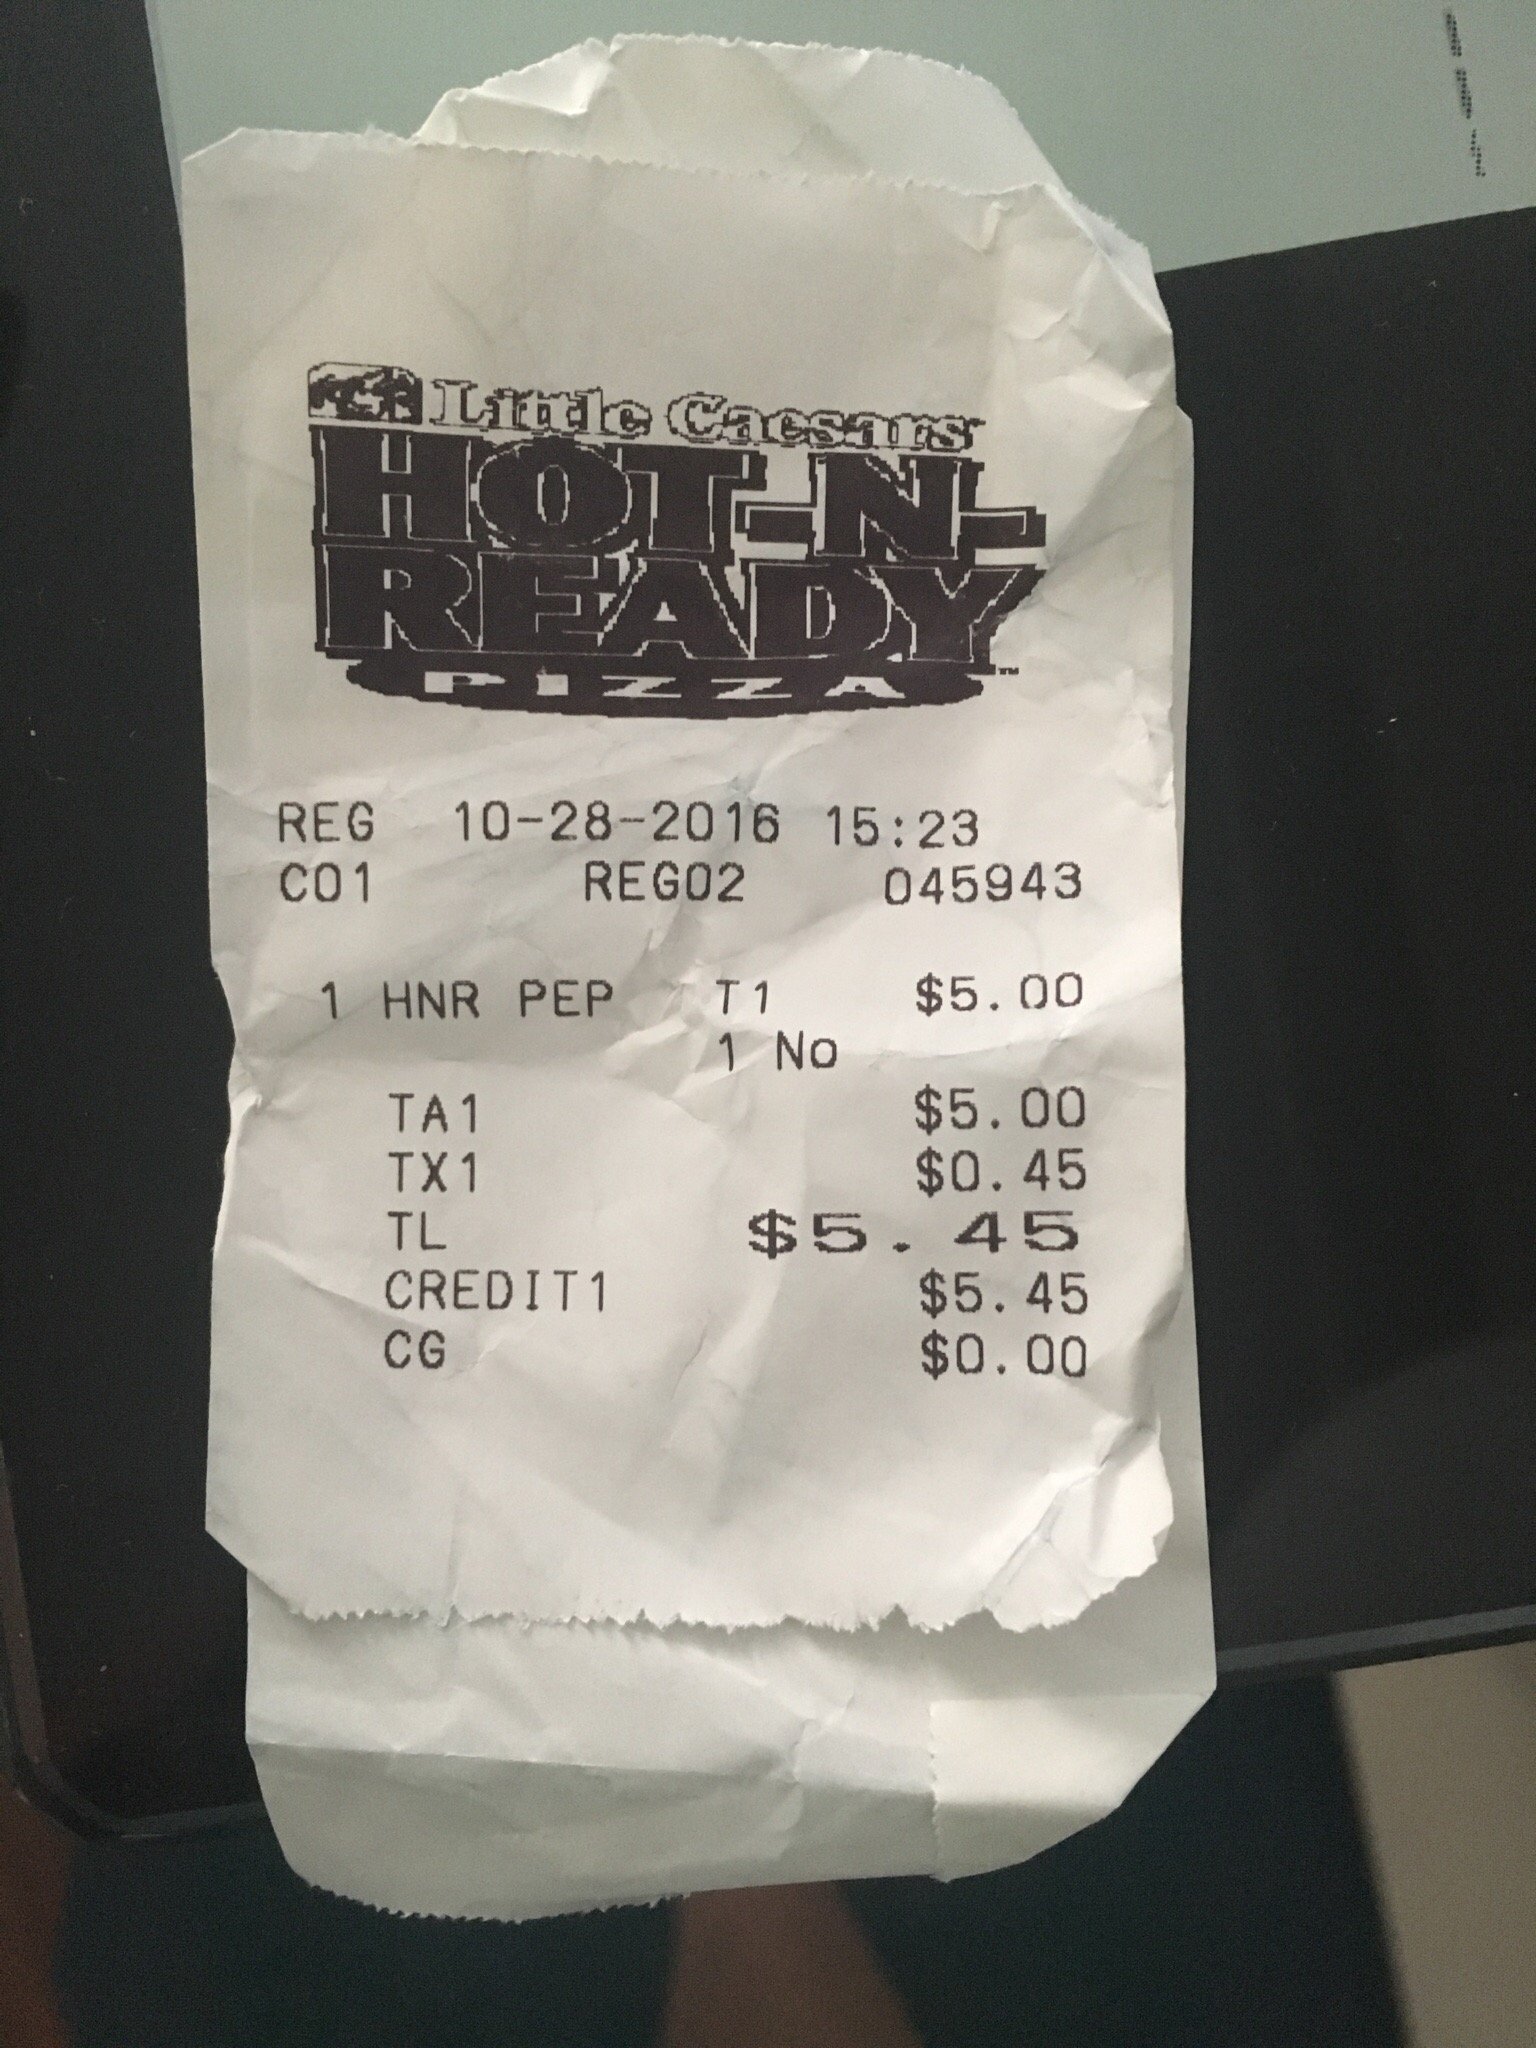 Little Caesars
HOT-N-
READY
PIZZA™
REG 10-28-2016 15:23
C01 REG02 045943
1 HNR PEP T1 $5.00
1 No
TA1 $5.00
TX1 $0.45
TL $5.45
CREDIT1 $5.45
CG $0.00